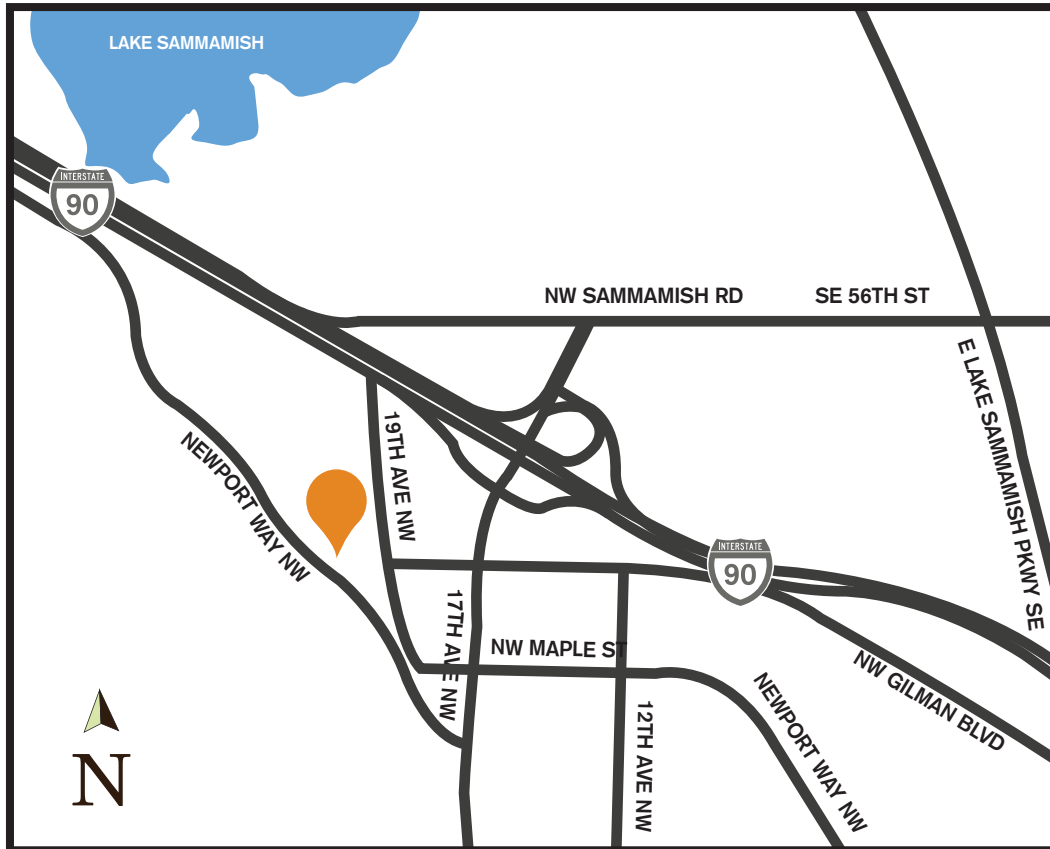 LAKE SAMMAMISH
INTERSTATE
90
NW SAMMAMISH RD
SE 56TH ST
E LAKE SAMMAMISH PKWY SE
19TH AVE NW
NEWPORT WAY NW
INTERSTATE
90
17TH AVE NW
NW MAPLE ST
NW GILMAN BLVD
NEWPORT WAY NW
12TH AVE NW
N